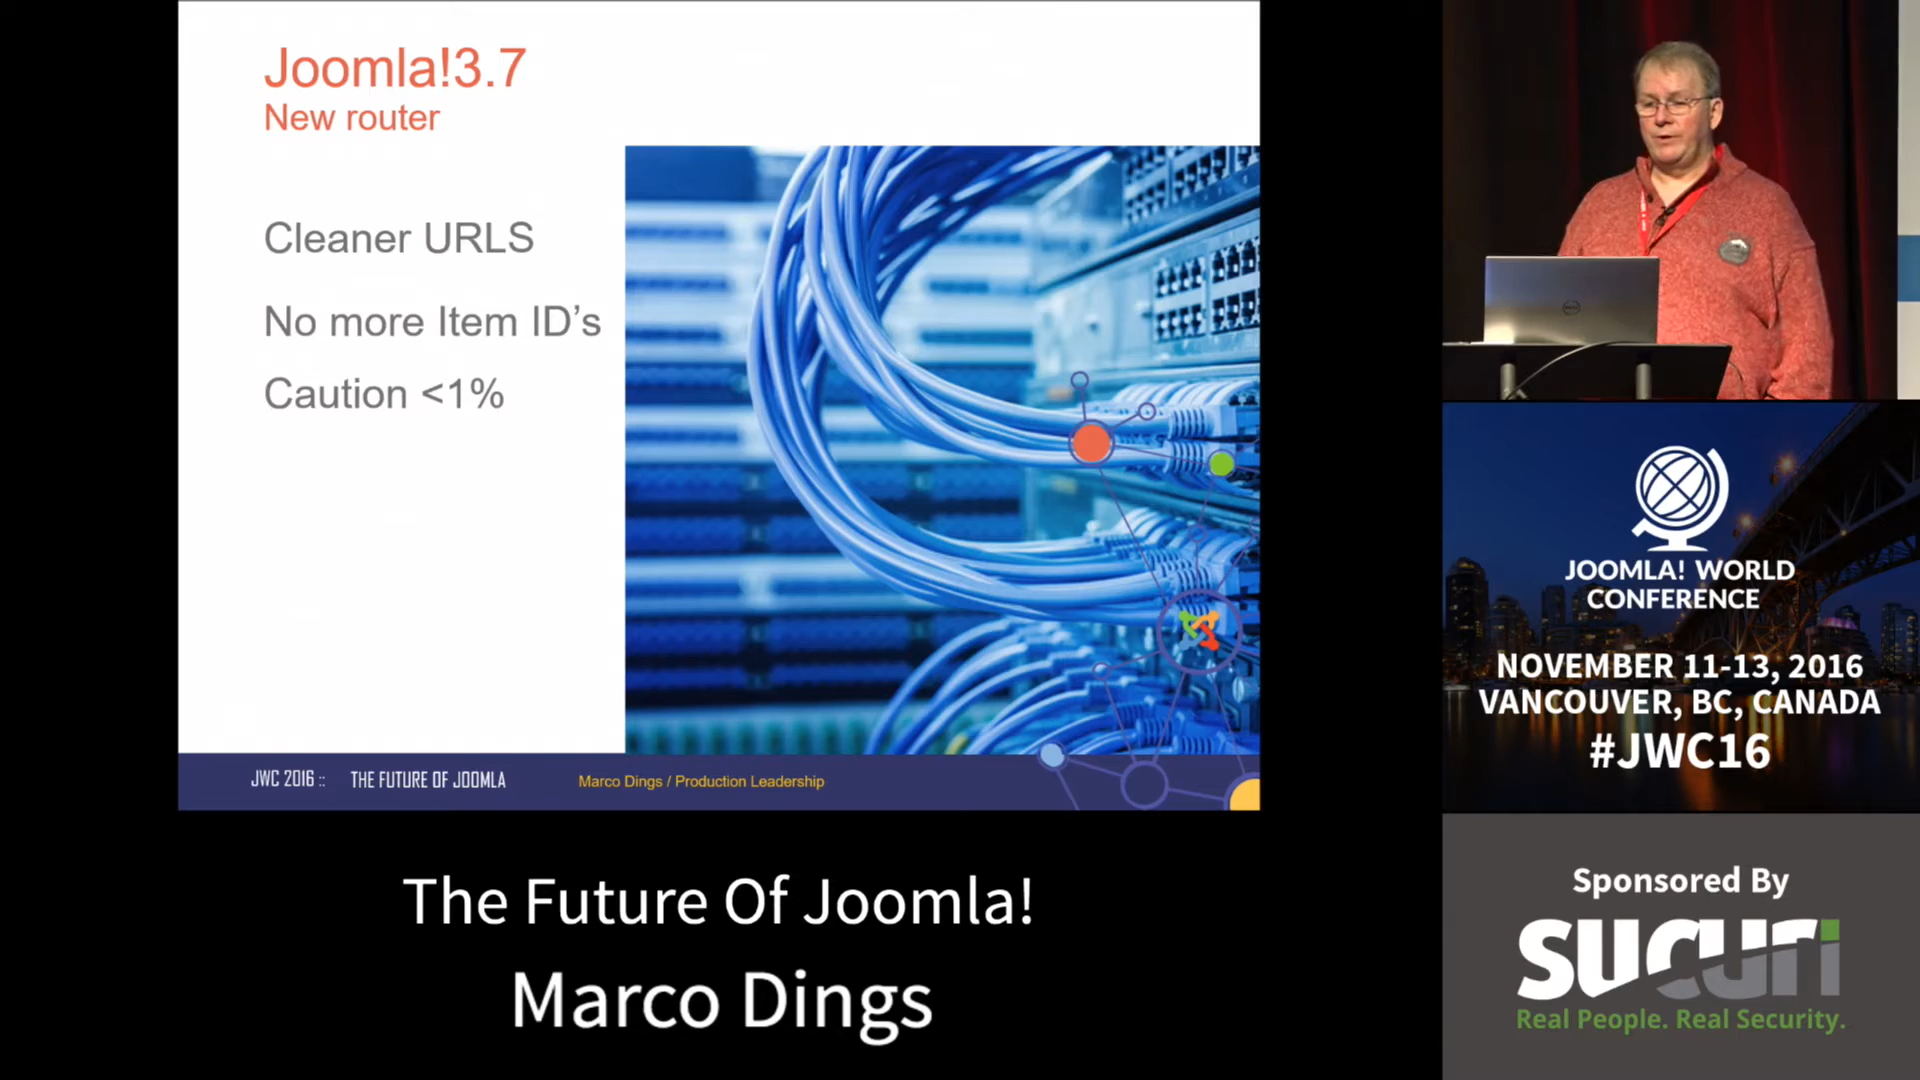 Joomla!3.7
New router
Cleaner URLS
No more Item ID’s
Caution <1%
JWC 2016 :: THE FUTURE OF JOOMLA Marco Dings / Production Leadership
The Future Of Joomla!
Marco Dings
JOOMLA! WORLD
CONFERENCE
NOVEMBER 11-13, 2016
VANCOUVER, BC, CANADA
#JWC16
Sponsored By
SUCUri
Real People. Real Security.